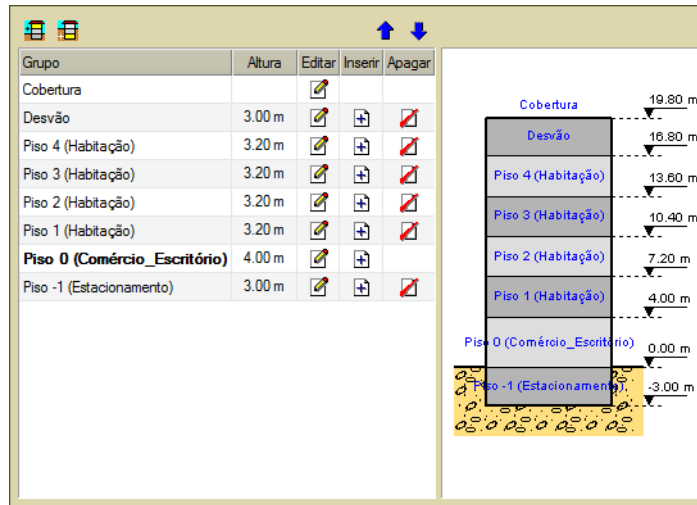 Grupo Altura Editar Inserir Apagar
Cobertura
Desvão 3.00 m
Piso 4 (Habitação) 3.20 m
Piso 3 (Habitação) 3.20 m
Piso 2 (Habitação) 3.20 m
Piso 1 (Habitação) 3.20 m
Piso 0 (Comércio_Escritório) 4.00 m
Piso -1 (Estacionamento) 3.00 m
Cobertura 19.80 m
Desvão 16.80 m
Piso 4 (Habitação) 13.60 m
Piso 3 (Habitação) 10.40 m
Piso 2 (Habitação) 7.20 m
Piso 1 (Habitação) 4.00 m
Piso 0 (Comércio_Escritório) 0.00 m
Piso -1 (Estacionamento) -3.00 m